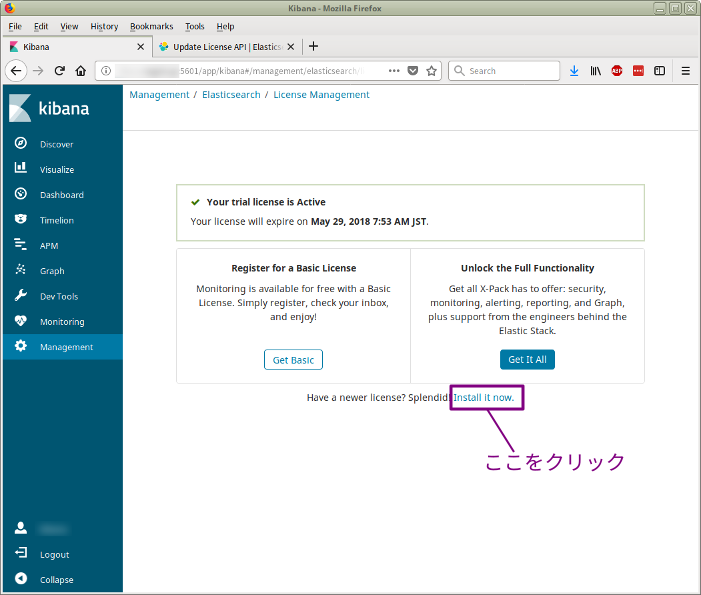 Kibana - Mozilla Firefox
File Edit View History Bookmarks Tools Help
Kibana
Update License API | Elastics
5601/app/kibana#/management/elasticsearch/
Search
ABP
kibana
Management / Elasticsearch / License Management
Discover
Visualize
Dashboard
Timelion
APM
Graph
Dev Tools
Monitoring
Management
Logout
Collapse
Your trial license is Active
Your license will expire on May 29, 2018 7:53 AM JST.
Register for a Basic License
Monitoring is available for free with a Basic
License. Simply register, check your inbox,
and enjoy!
Get Basic
Unlock the Full Functionality
Get all X-Pack has to offer: security,
monitoring, alerting, reporting, and Graph,
plus support from the engineers behind the
Elastic Stack.
Get It All
Have a newer license? Splendid! Install it now.
ここをクリック